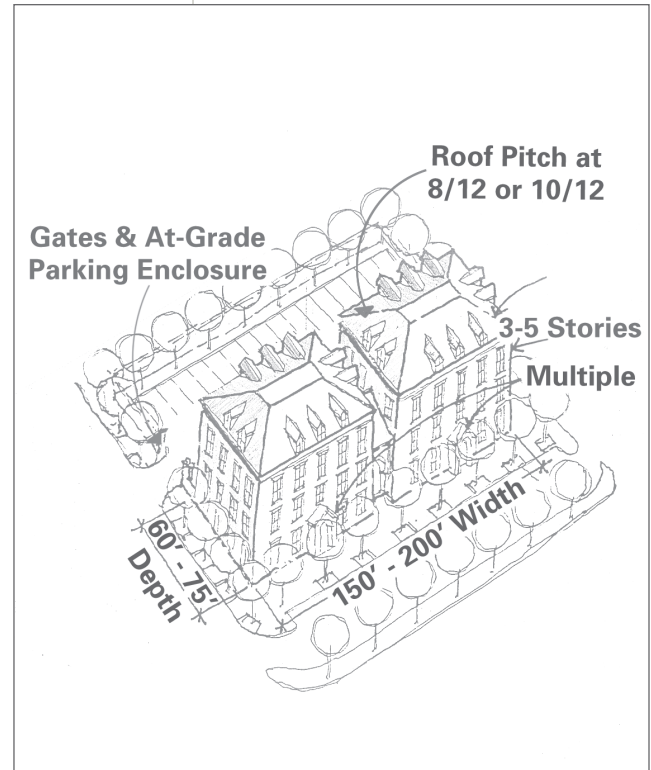 Roof Pitch at
8/12 or 10/12
Gates & At-Grade
Parking Enclosure
3-5 Stories
Multiple
150' - 200' Width
60' - 75'
Depth